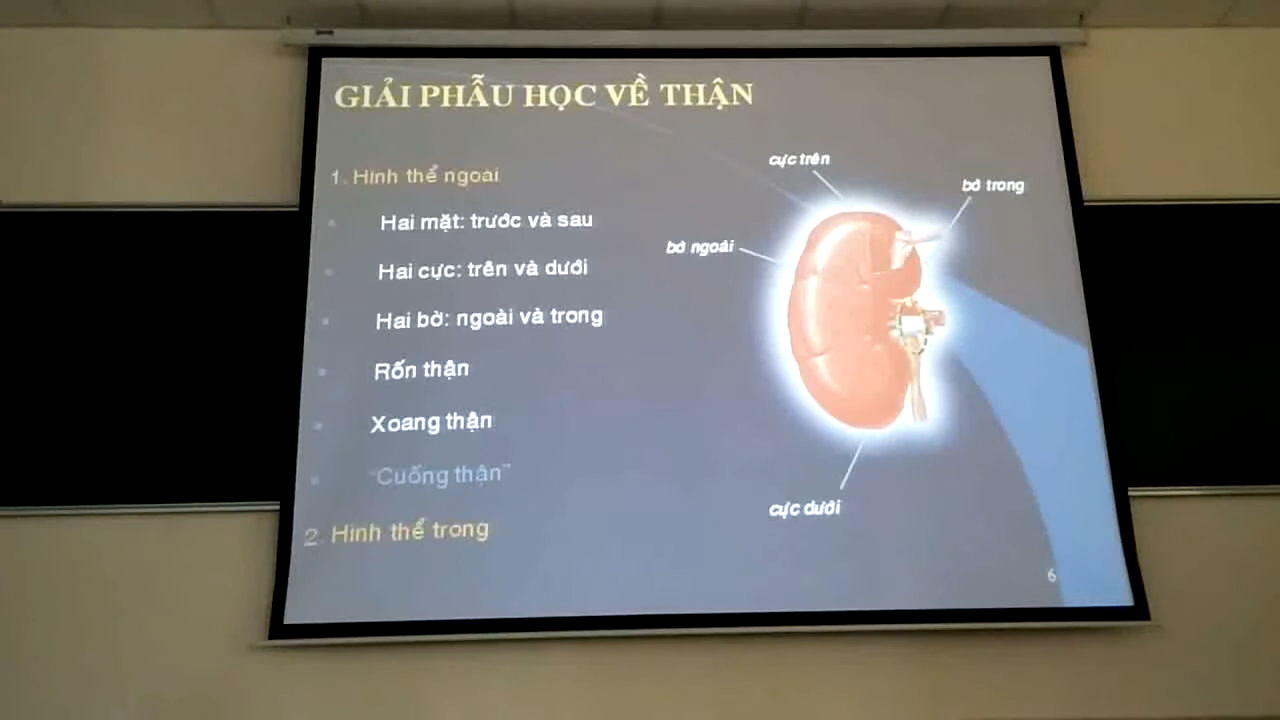 GIẢI PHẪU HỌC VỀ THẬN
1. Hình thể ngoài
Hai mặt: trước và sau
Hai cực: trên và dưới
Hai bờ: ngoài và trong
Rốn thận
Xoang thận
“Cuống thận”
2. Hình thể trong
cực trên
bờ trong
bờ ngoài
cực dưới
6